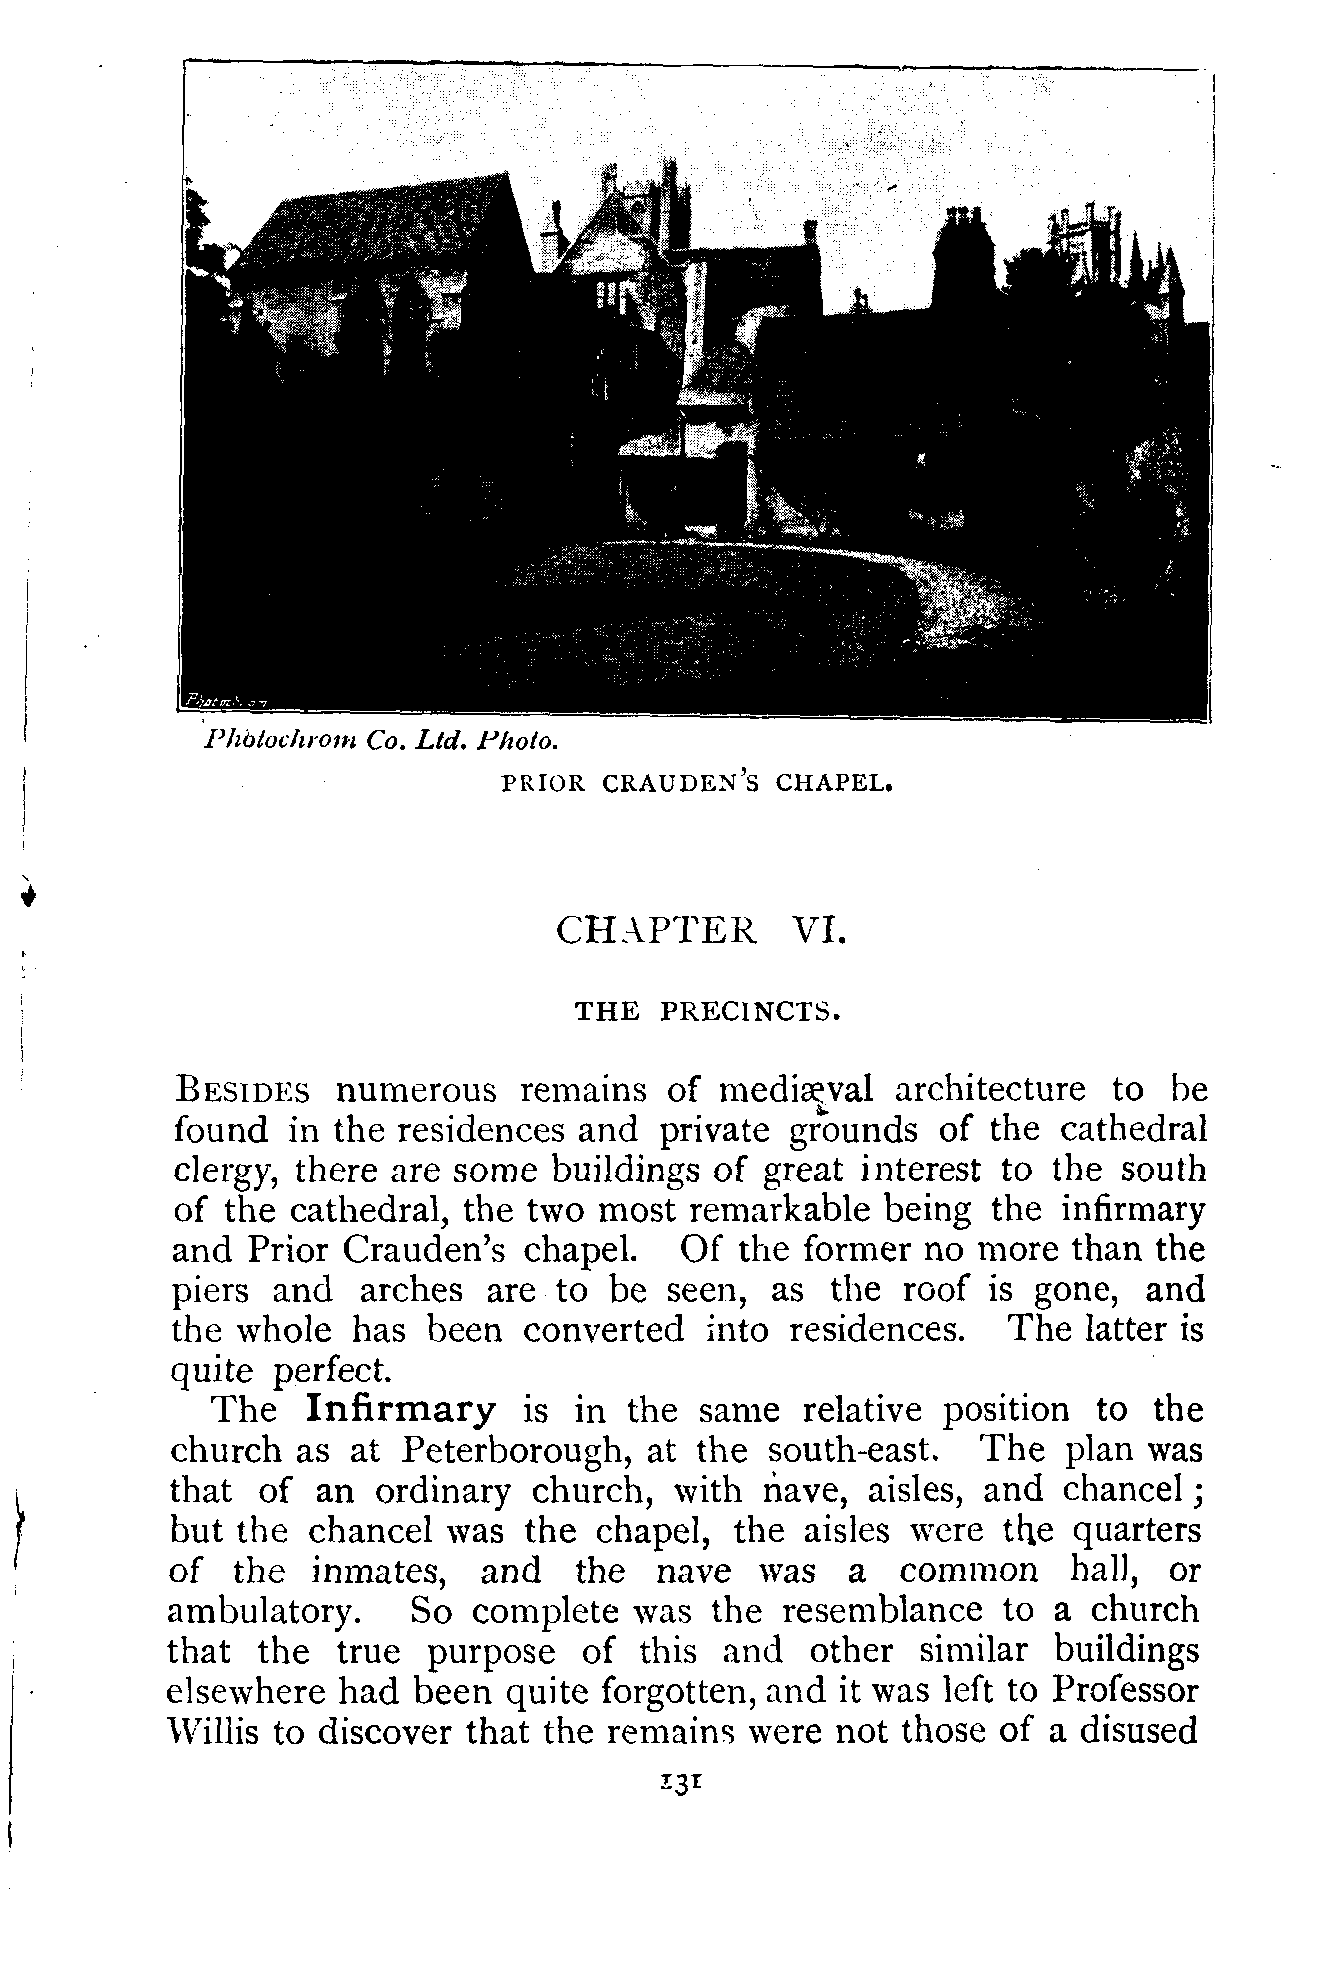 Photochrom Co. Ltd. Photo.
PRIOR CRAUDEN'S CHAPEL.
CHAPTER VI.
THE PRECINCTS.
BESIDES numerous remains of mediæval architecture to be
found in the residences and private grounds of the cathedral
clergy, there are some buildings of great interest to the south
of the cathedral, the two most remarkable being the infirmary
and Prior Crauden's chapel. Of the former no more than the
piers and arches are to be seen, as the roof is gone, and
the whole has been converted into residences. The latter is
quite perfect.
The Infirmary is in the same relative position to the
church as at Peterborough, at the south-east. The plan was
that of an ordinary church, with nave, aisles, and chancel;
but the chancel was the chapel, the aisles were the quarters
of the inmates, and the nave was a common hall, or
ambulatory. So complete was the resemblance to a church
that the true purpose of this and other similar buildings
elsewhere had been quite forgotten, and it was left to Professor
Willis to discover that the remains were not those of a disused
131